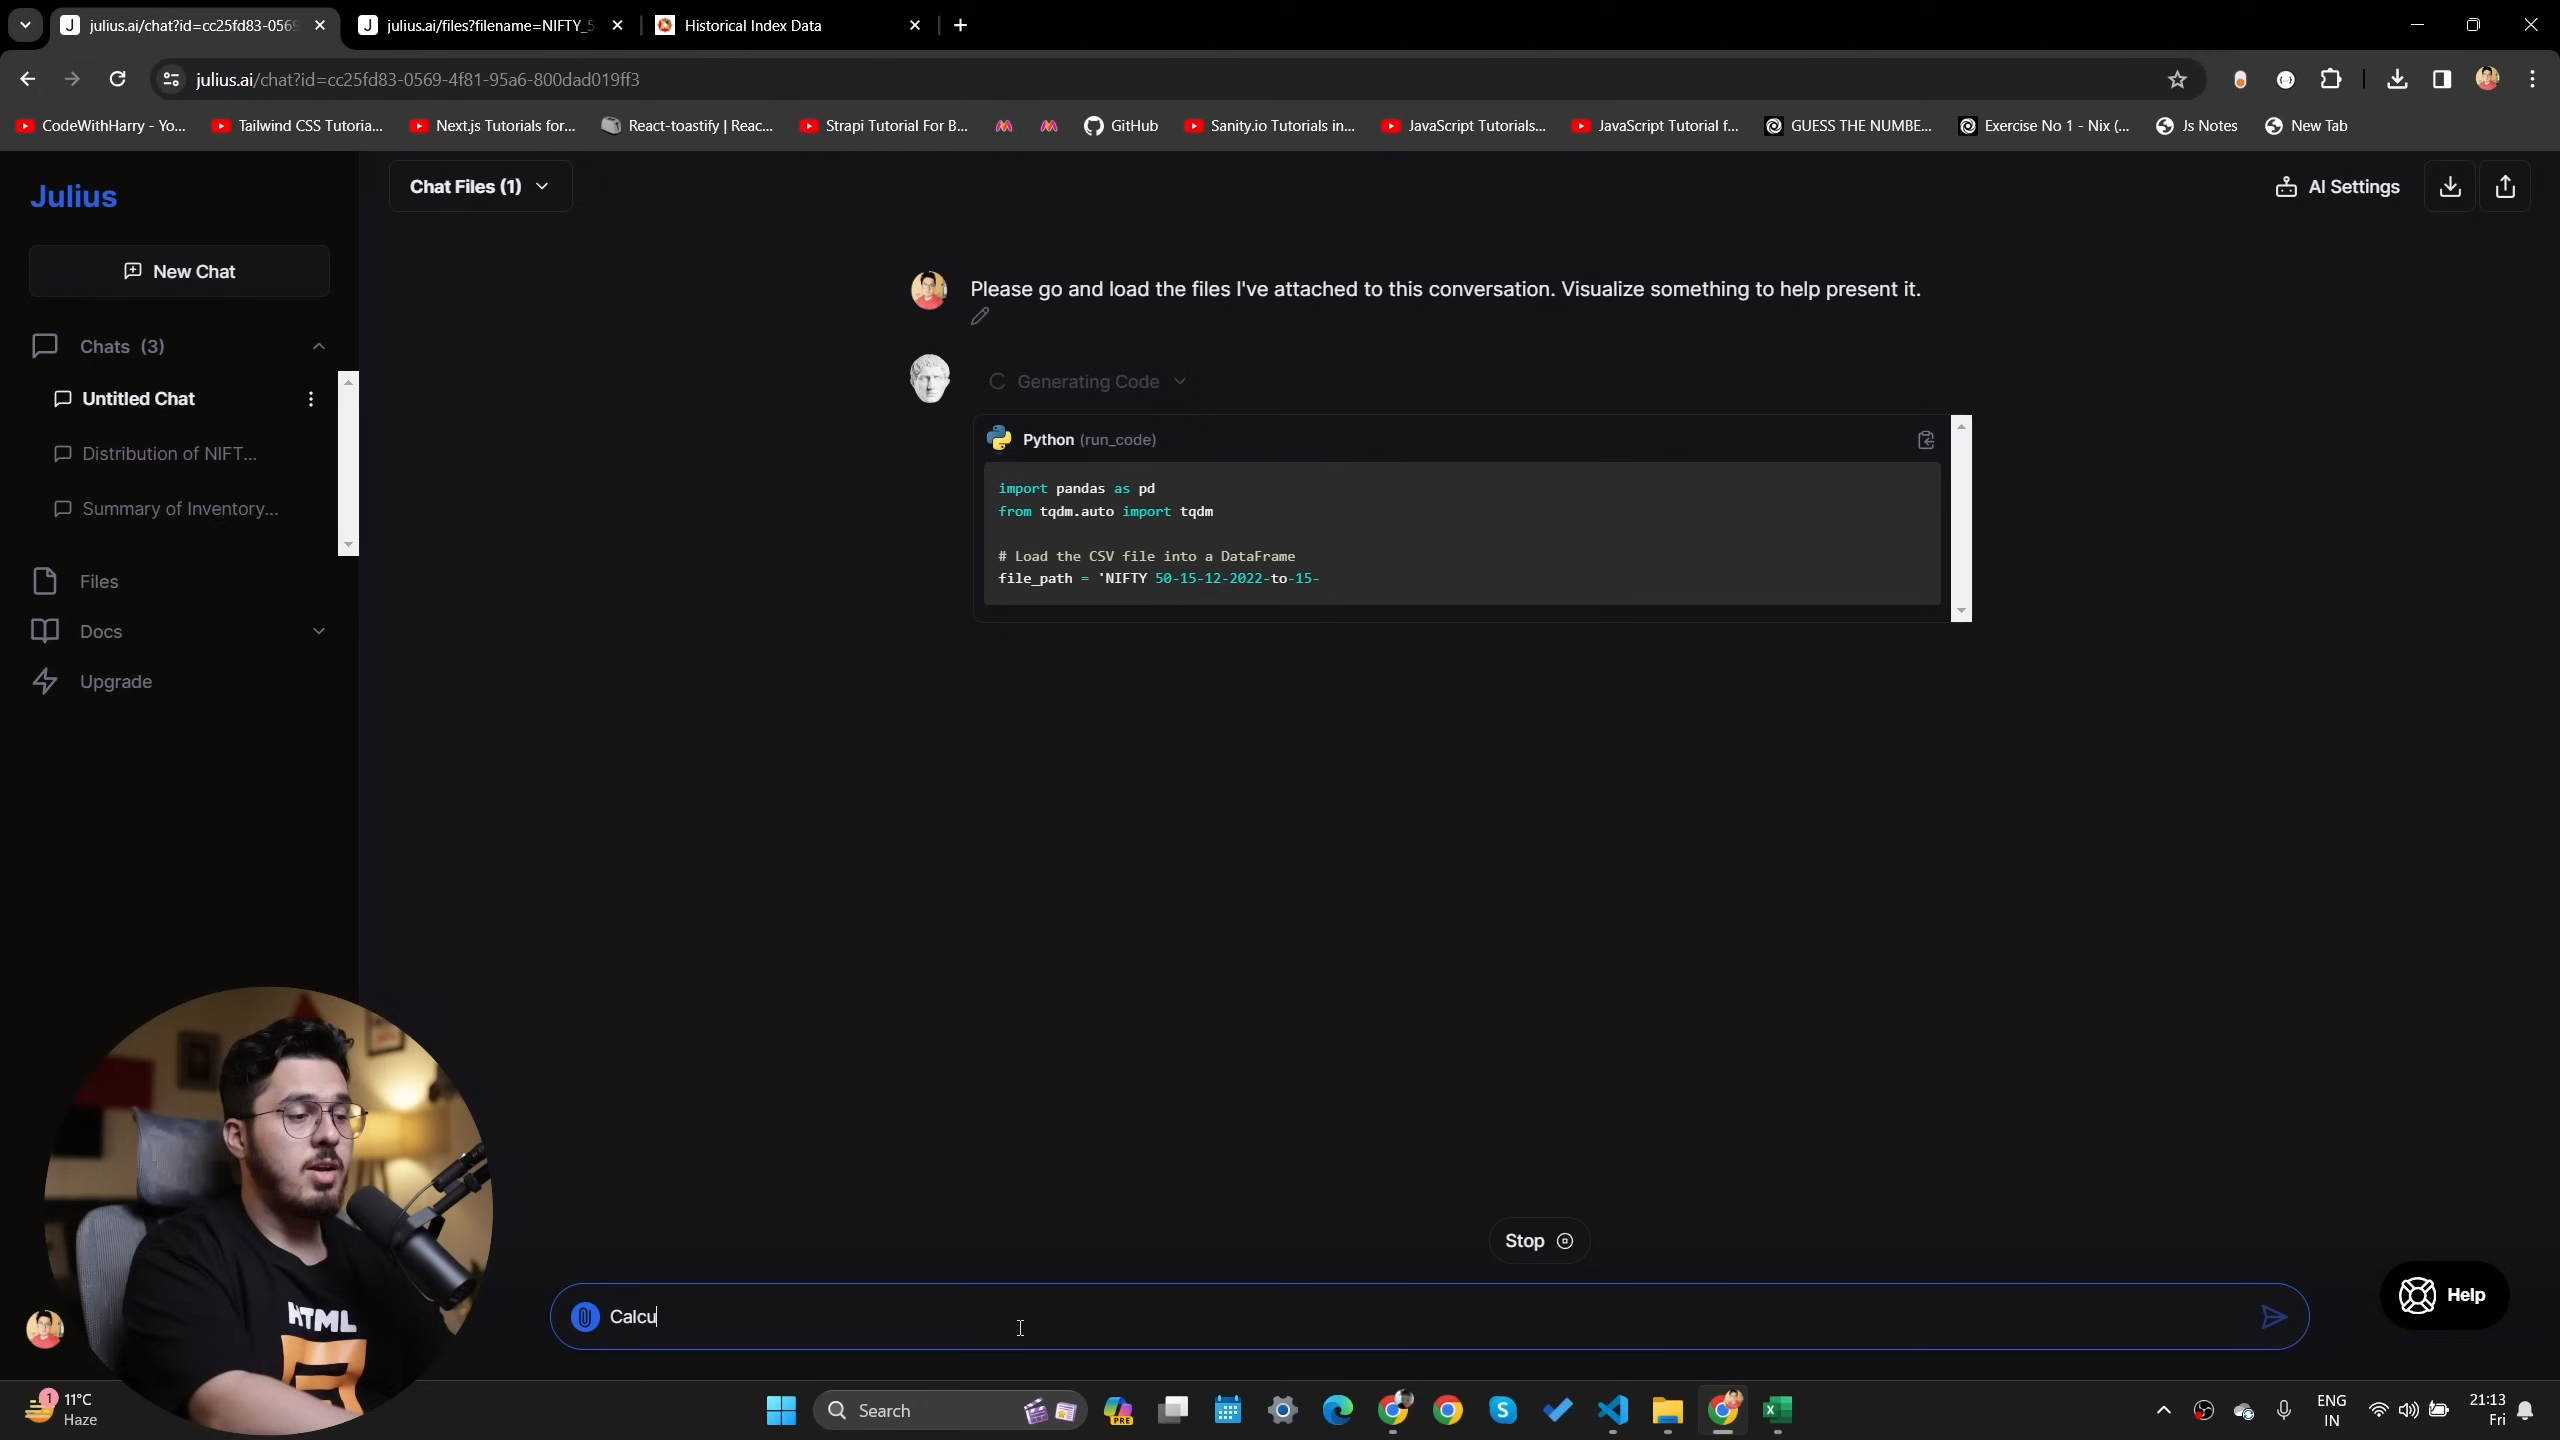 julius.ai/chat?id=cc25fd83-0569
julius.ai/files?filename=NIFTY_5
Historical Index Data
julius.ai/chat?id=cc25fd83-0569-4f81-95a6-800dad019ff3
CodeWithHarry - Yo...
Tailwind CSS Tutoria...
Next.js Tutorials for...
React-toastify | Reac...
Strapi Tutorial For B...
GitHub
Sanity.io Tutorials in...
JavaScript Tutorials...
JavaScript Tutorial f...
GUESS THE NUMBE...
Exercise No 1 - Nix (...
Js Notes
New Tab
Julius
Chat Files (1)
AI Settings
New Chat
Chats (3)
Untitled Chat
Distribution of NIFT...
Summary of Inventory...
Files
Docs
Upgrade
Please go and load the files I've attached to this conversation. Visualize something to help present it.
Generating Code
Python (run_code)
import pandas as pd
from tqdm.auto import tqdm
# Load the CSV file into a DataFrame
file_path = 'NIFTY 50-15-12-2022-to-15-
Stop
Calcu
Help
HTML
1
11°C
Haze
Search
PRE
ENG
IN
21:13
Fri